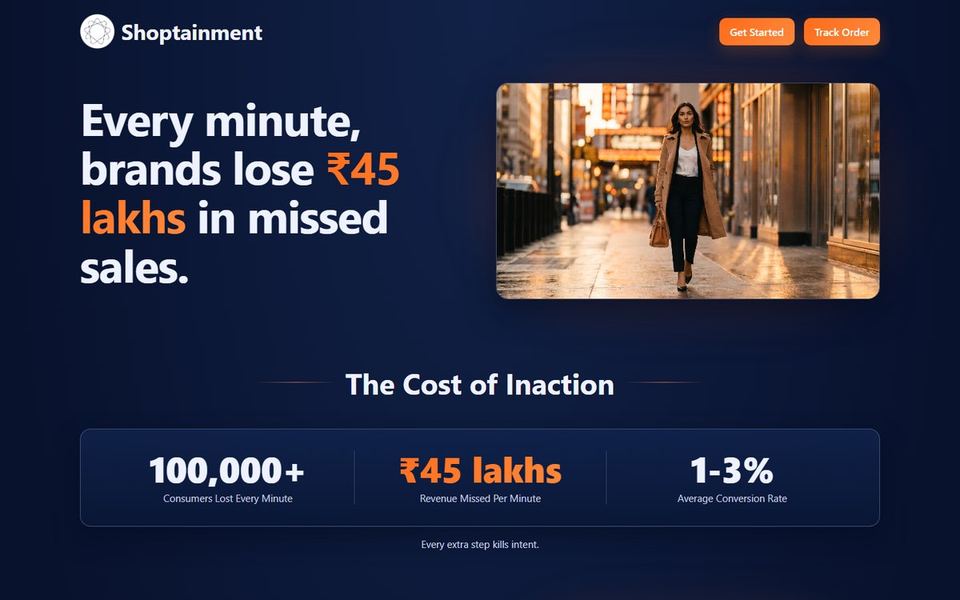 Shoptainment
Get Started
Track Order
Every minute,
brands lose ₹45
lakhs in missed
sales.
The Cost of Inaction
100,000+
Consumers Lost Every Minute
₹45 lakhs
Revenue Missed Per Minute
1-3%
Average Conversion Rate
Every extra step kills intent.